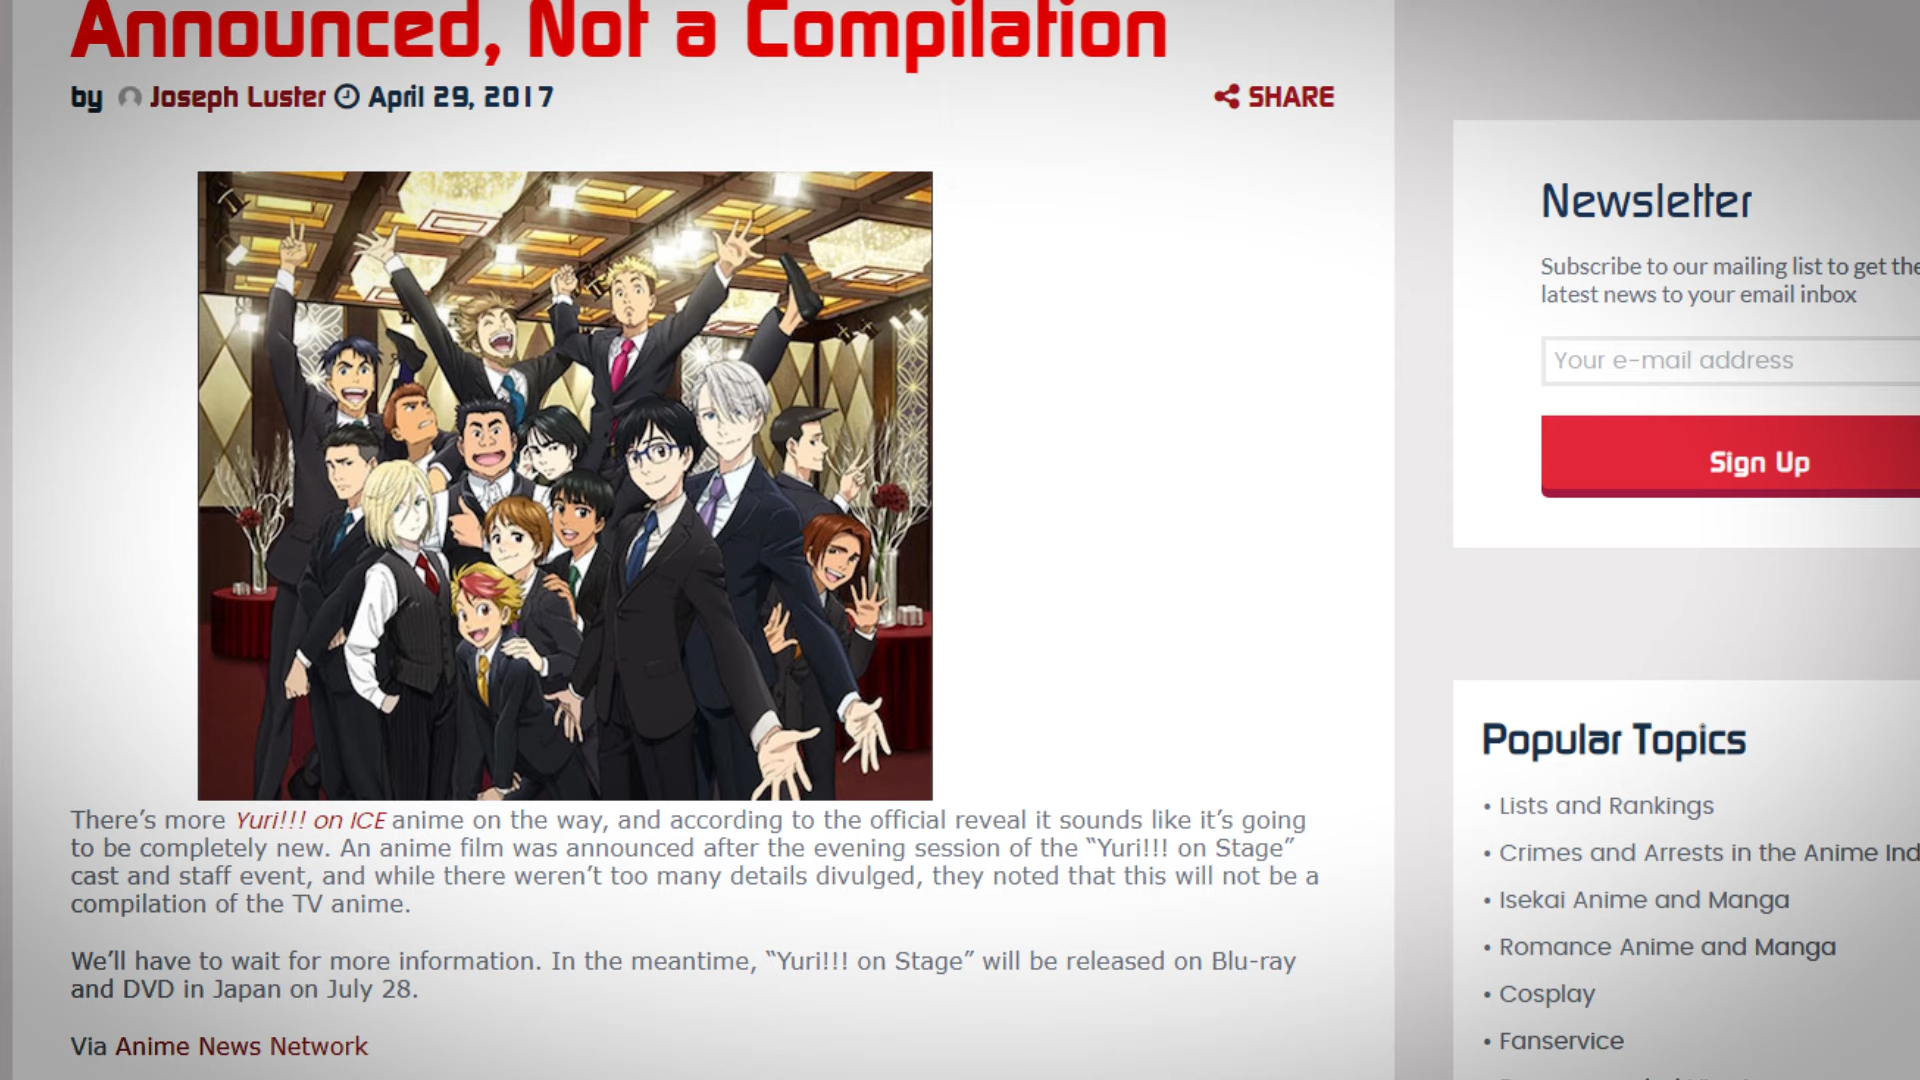 Announced, Not a Compilation
by Joseph Luster April 29, 2017
SHARE
There's more Yuri!!! on ICE anime on the way, and according to the official reveal it sounds like it's going
to be completely new. An anime film was announced after the evening session of the “Yuri!!! on Stage”
cast and staff event, and while there weren't too many details divulged, they noted that this will not be a
compilation of the TV anime.
We'll have to wait for more information. In the meantime, “Yuri!!! on Stage” will be released on Blu-ray
and DVD in Japan on July 28.
Via Anime News Network
Newsletter
Subscribe to our mailing list to get the
latest news to your email inbox
Your e-mail address
Sign Up
Popular Topics
• Lists and Rankings
• Crimes and Arrests in the Anime Ind
• Isekai Anime and Manga
• Romance Anime and Manga
• Cosplay
• Fanservice